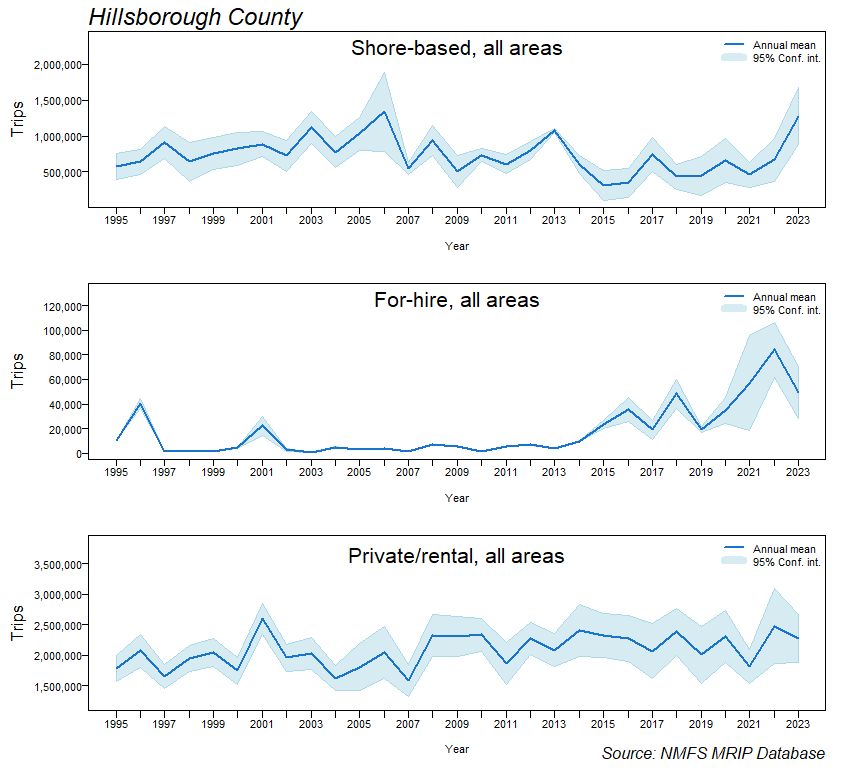 Hillsborough County
Shore-based, all areas
Annual mean
95% Conf. int.
Trips
2,000,000
1,500,000
1,000,000
500,000
1995 1997 1999 2001 2003 2005 2007 2009 2011 2013 2015 2017 2019 2021 2023
Year
For-hire, all areas
Annual mean
95% Conf. int.
Trips
120,000
100,000
80,000
60,000
40,000
20,000
0
1995 1997 1999 2001 2003 2005 2007 2009 2011 2013 2015 2017 2019 2021 2023
Year
Private/rental, all areas
Annual mean
95% Conf. int.
Trips
3,500,000
3,000,000
2,500,000
2,000,000
1,500,000
1995 1997 1999 2001 2003 2005 2007 2009 2011 2013 2015 2017 2019 2021 2023
Year
Source: NMFS MRIP Database